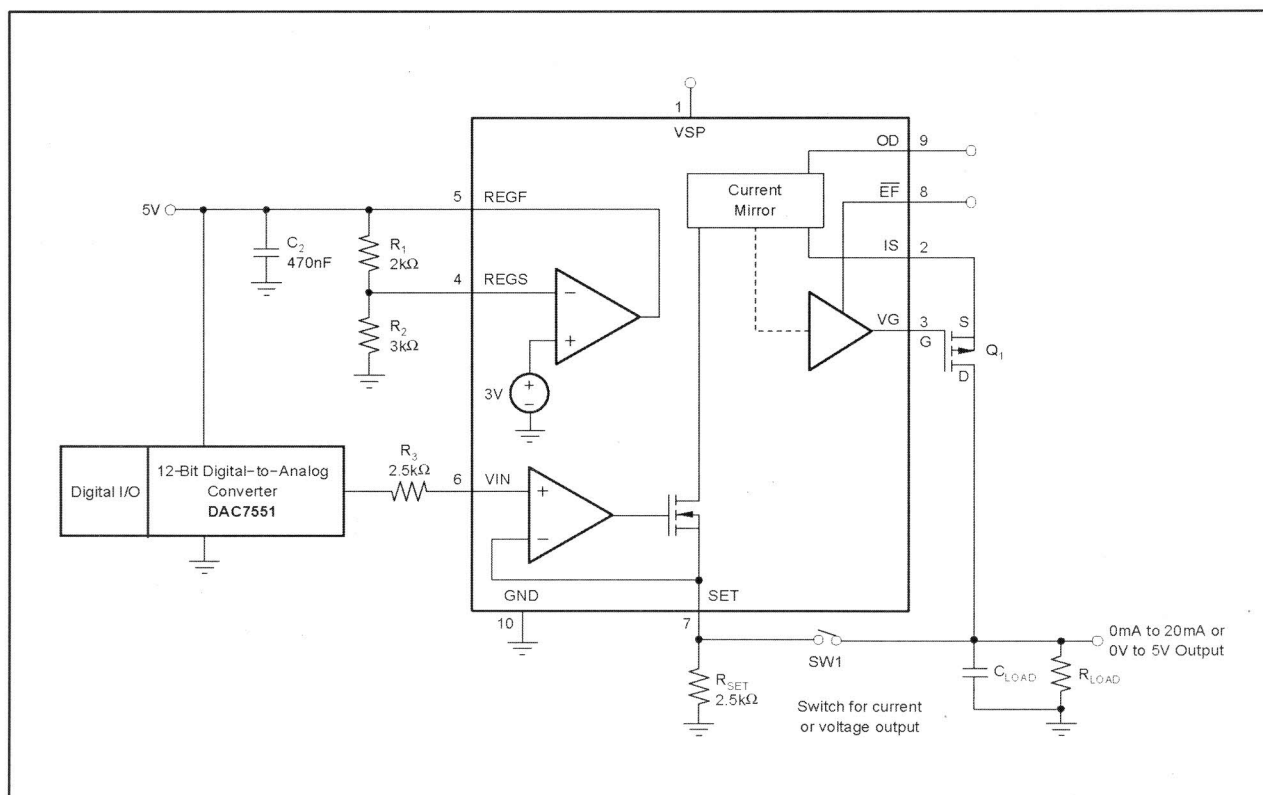 1
VSP
OD 9
EF 8
Current
Mirror
IS 2
5 REGF
5V
C2
470nF
R1
2kΩ
4 REGS
R2
3kΩ
−
+
3V
+
−
VG 3
G
S
Q1
D
Digital I/O
12-Bit Digital-to-Analog
Converter
DAC7551
R3
2.5kΩ
6 VIN
+
−
GND
10
SET
7
SW1
0mA to 20mA or
0V to 5V Output
RSET
2.5kΩ
Switch for current
or voltage output
CLOAD
RLOAD